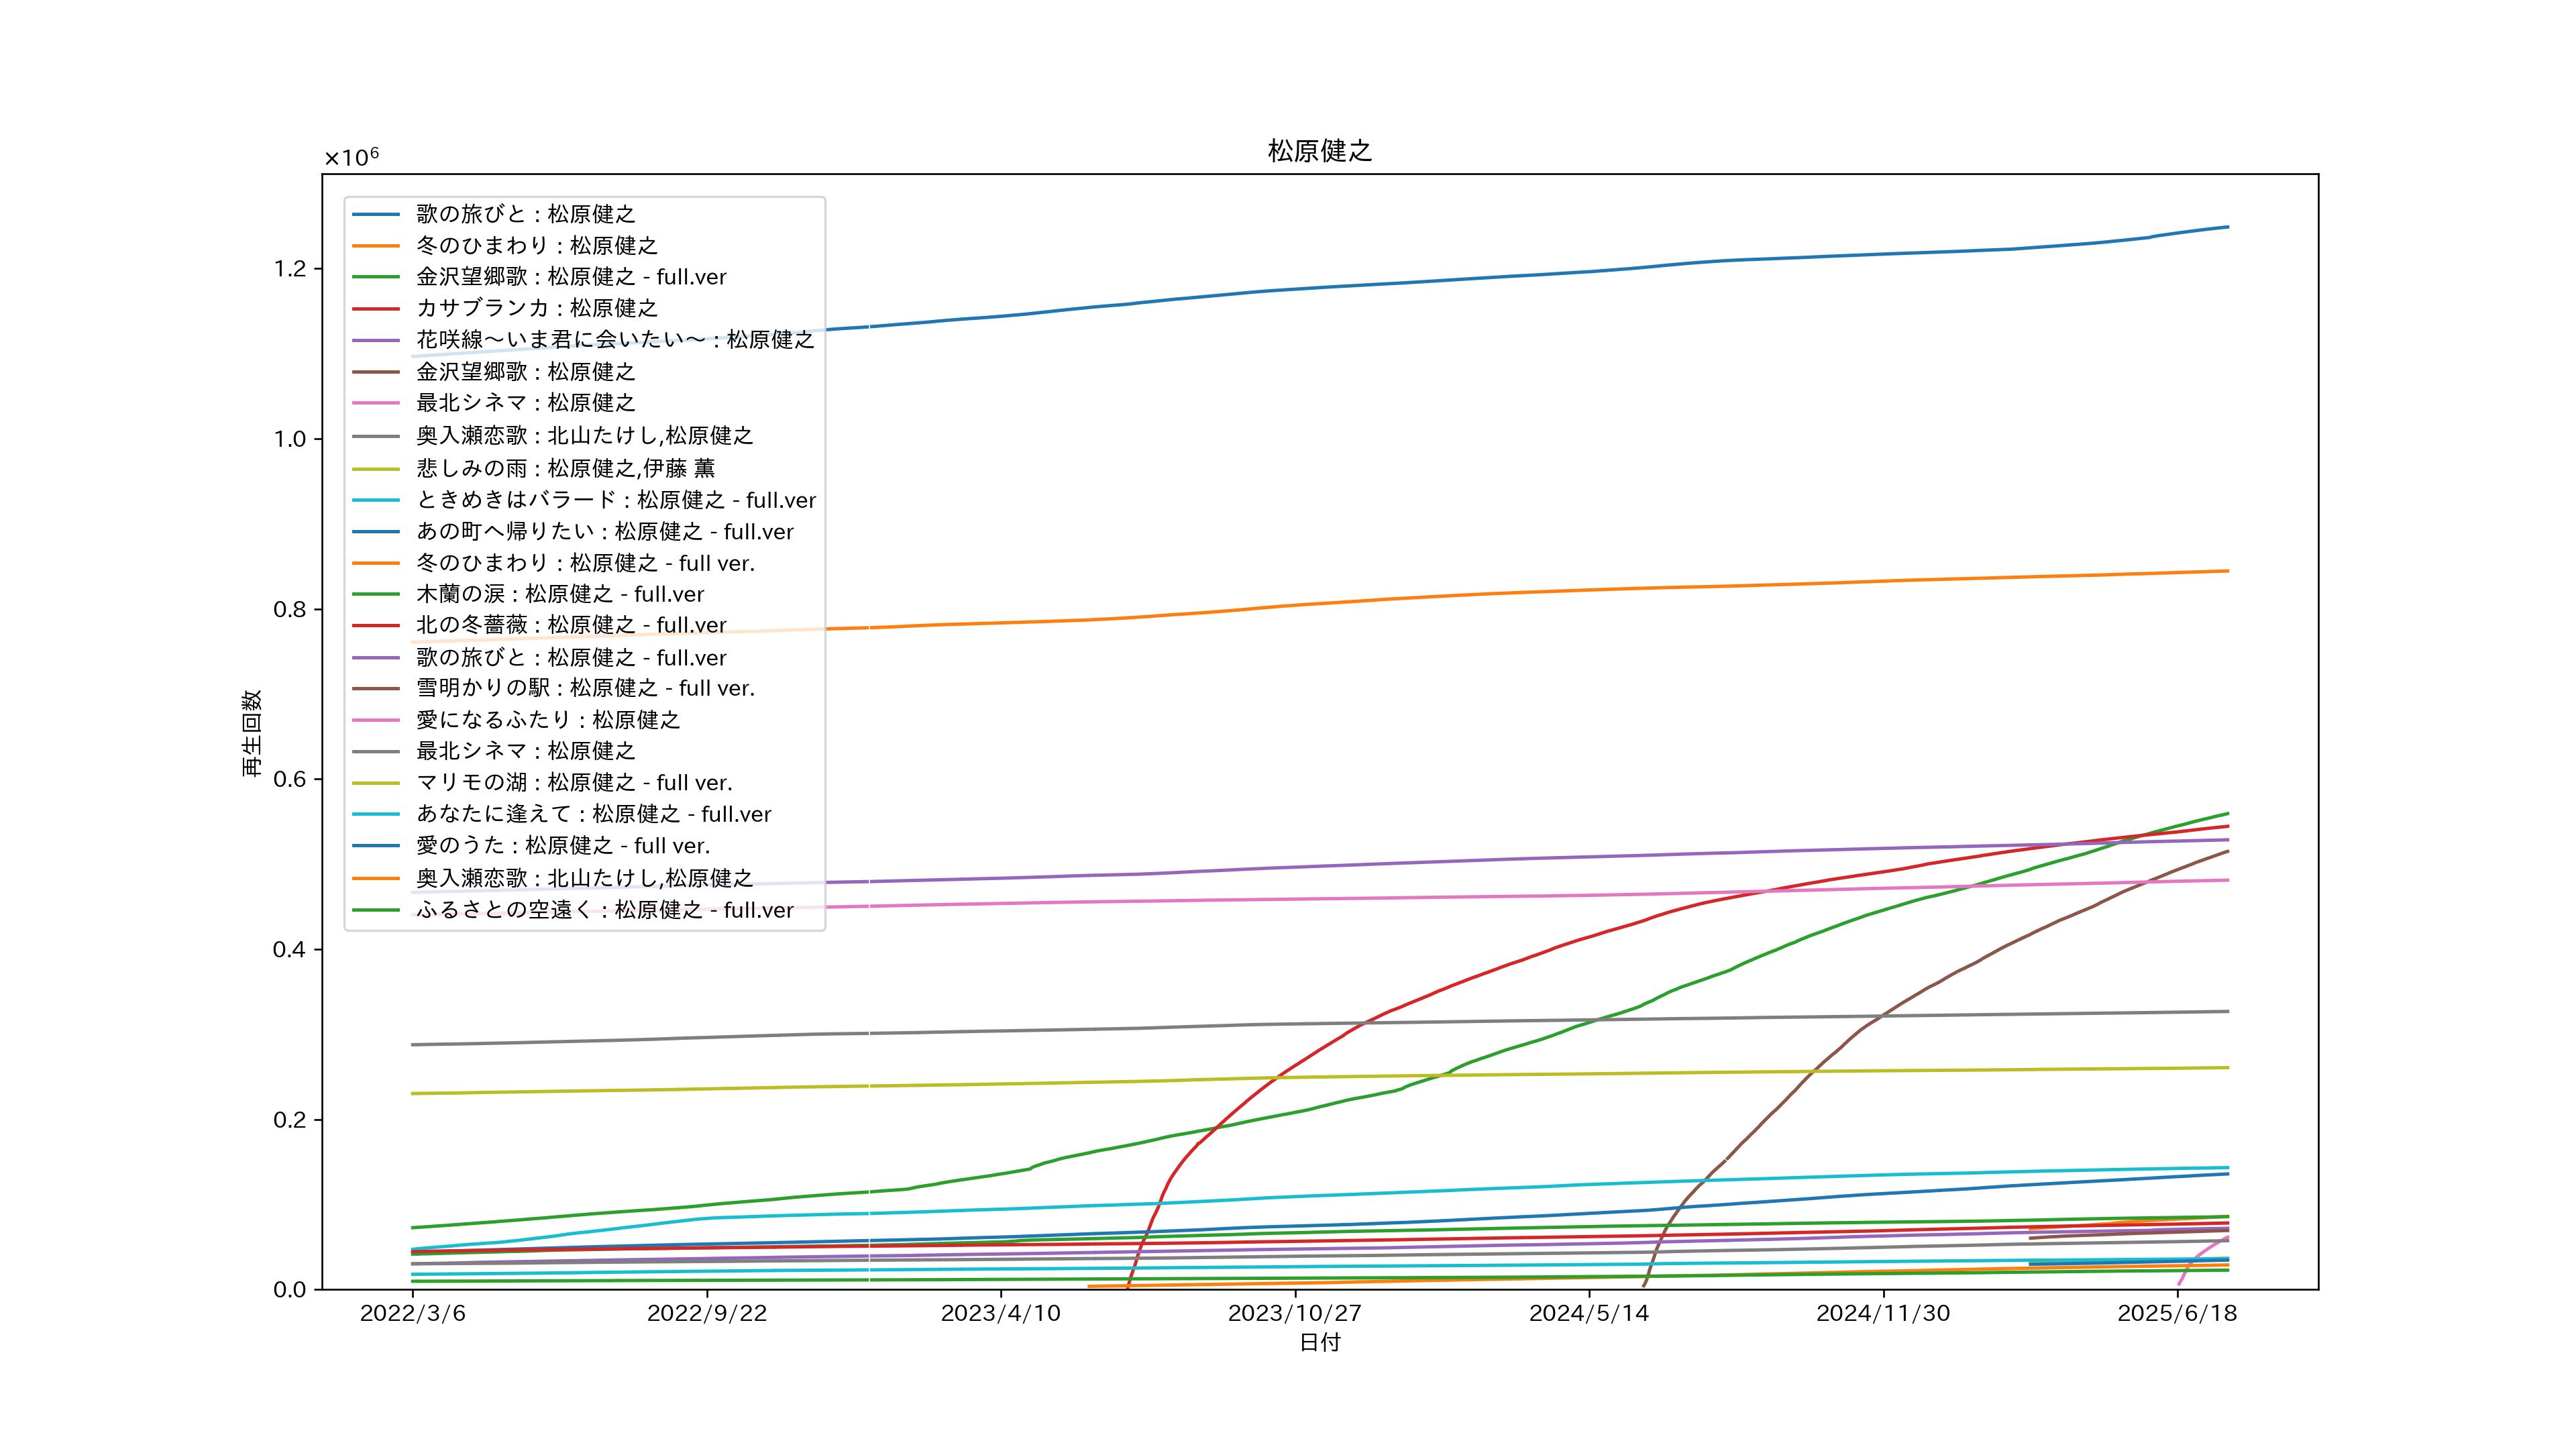 松原健之
×10⁶
歌の旅びと : 松原健之
冬のひまわり : 松原健之
金沢望郷歌 : 松原健之 - full.ver
カサブランカ : 松原健之
花咲線～いま君に会いたい～ : 松原健之
金沢望郷歌 : 松原健之
最北シネマ : 松原健之
奥入瀬恋歌 : 北山たけし,松原健之
悲しみの雨 : 松原健之,伊藤 薫
ときめきはバラード : 松原健之 - full.ver
あの町へ帰りたい : 松原健之 - full.ver
冬のひまわり : 松原健之 - full ver.
木蘭の涙 : 松原健之 - full.ver
北の冬薔薇 : 松原健之 - full.ver
歌の旅びと : 松原健之 - full.ver
雪明かりの駅 : 松原健之 - full ver.
愛になるふたり : 松原健之
最北シネマ : 松原健之
マリモの湖 : 松原健之 - full ver.
あなたに逢えて : 松原健之 - full.ver
愛のうた : 松原健之 - full ver.
奥入瀬恋歌 : 北山たけし,松原健之
ふるさとの空遠く : 松原健之 - full.ver
1.2
1.0
0.8
0.6
0.4
0.2
0.0
再生回数
2022/3/6 2022/9/22 2023/4/10 2023/10/27 2024/5/14 2024/11/30 2025/6/18
日付